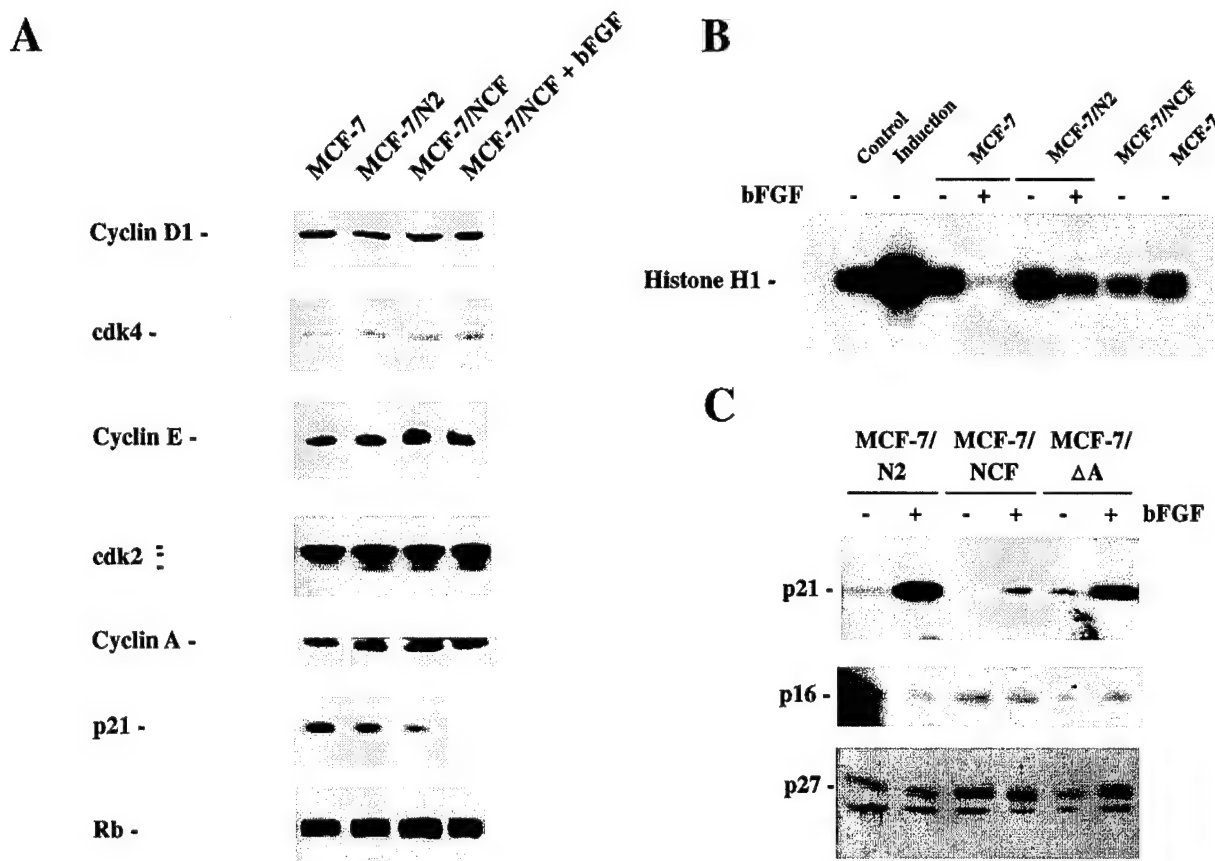 A
MCF-7
MCF-7/N2
MCF-7/NCF
MCF-7/NCF + bFGF
Cyclin D1 -
cdk4 -
Cyclin E -
cdk2
Cyclin A -
p21 -
Rb -
B
Control
Induction
MCF-7
MCF-7/N2
MCF-7/NCF
MCF-7
bFGF - - - + - + - -
Histone H1 -
C
MCF-7/ MCF-7/ MCF-7/
N2 NCF ΔA
- + - + - + bFGF
p21 -
p16 -
p27 -